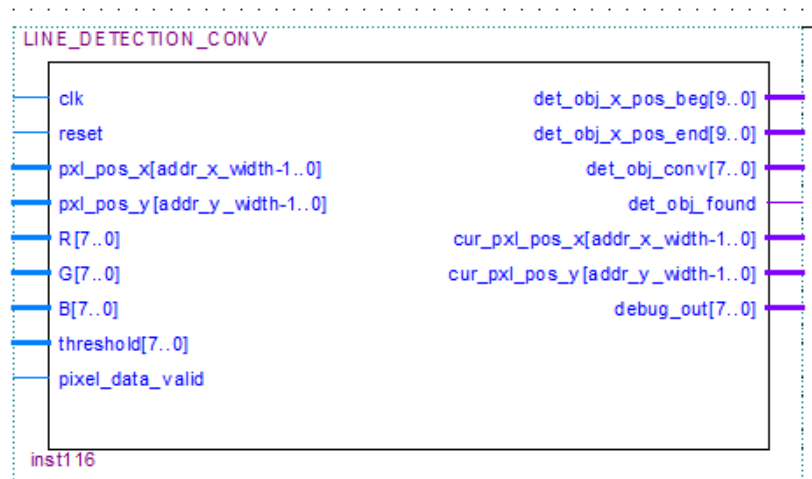 LINE_DETECTION_CONV
clk
reset
pxl_pos_x[addr_x_width-1..0]
pxl_pos_y[addr_y_width-1..0]
R[7..0]
G[7..0]
B[7..0]
threshold[7..0]
pixel_data_valid
det_obj_x_pos_beg[9..0]
det_obj_x_pos_end[9..0]
det_obj_conv[7..0]
det_obj_found
cur_pxl_pos_x[addr_x_width-1..0]
cur_pxl_pos_y[addr_y_width-1..0]
debug_out[7..0]
inst116